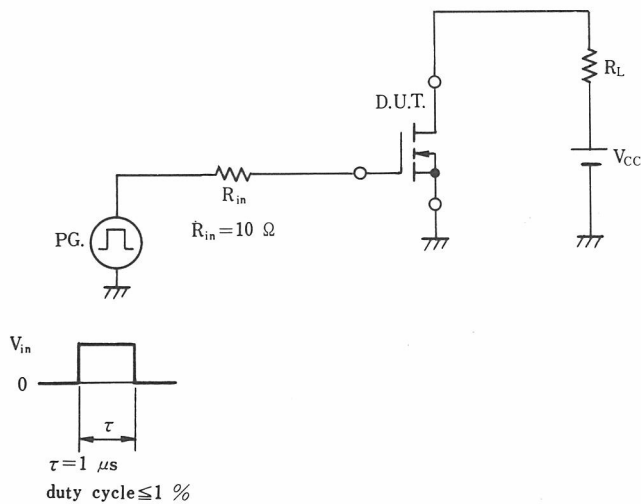 D.U.T.
R_L
V_CC
R_in
PG.
R_in=10 Ω
V_in
0
τ
τ=1 μs
duty cycle≦1 %